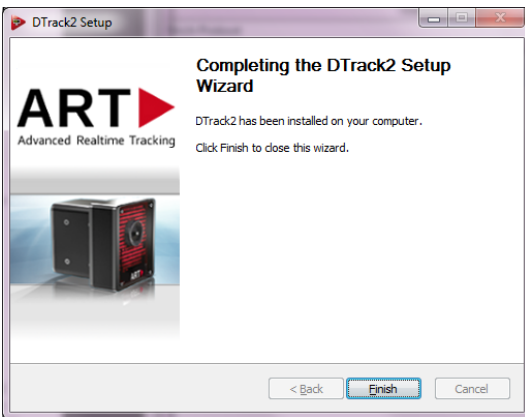 DTrack2 Setup
Completing the DTrack2 Setup
Wizard
ART
Advanced Realtime Tracking
DTrack2 has been installed on your computer.
Click Finish to close this wizard.
ART
< Back
Finish
Cancel